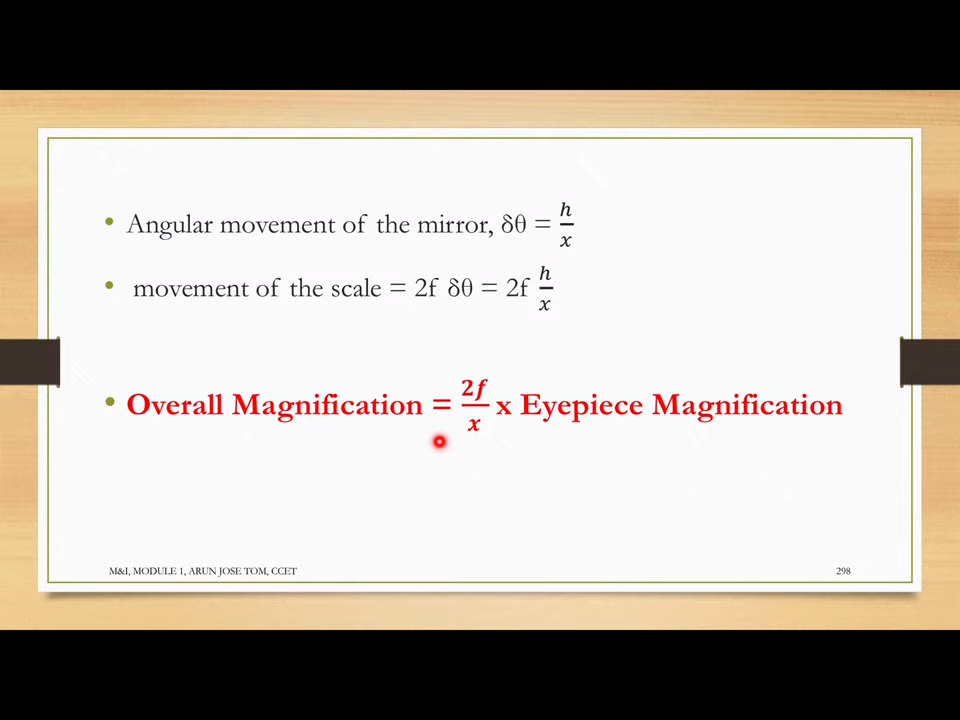 • Angular movement of the mirror, δθ = h/x
• movement of the scale = 2f δθ = 2f h/x
• Overall Magnification = 2f/x x Eyepiece Magnification
M&I, MODULE 1, ARUN JOSE TOM, CCET 298